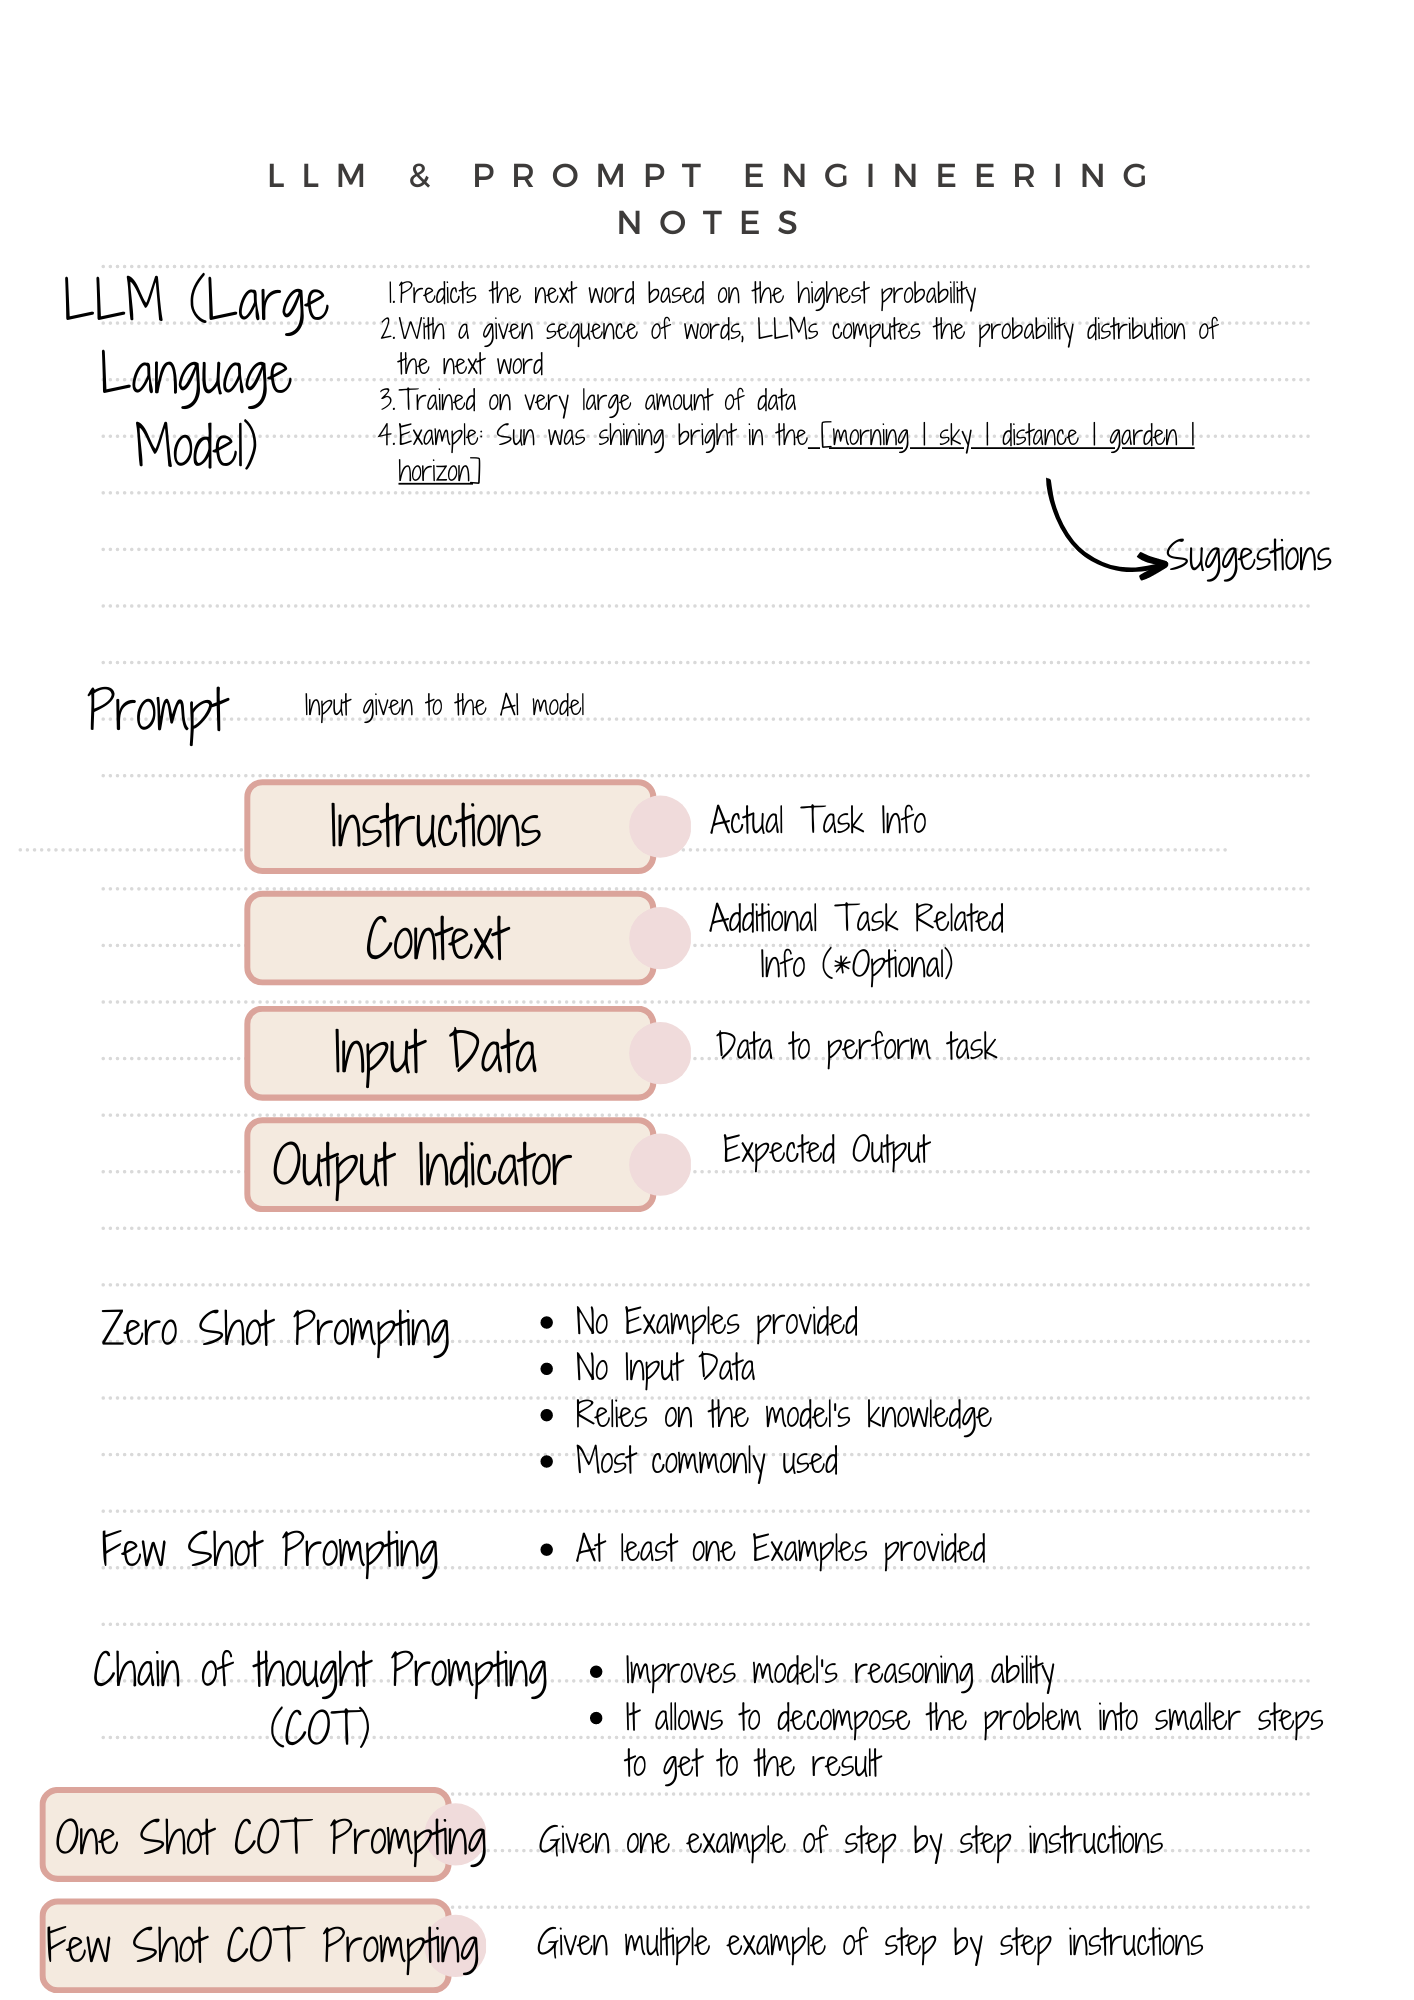 LLM & PROMPT ENGINEERING
NOTES
LLM (Large
Language
Model)
1. Predicts the next word based on the highest probability
2. With a given sequence of words, LLMs computes the probability distribution of
the next word
3. Trained on very large amount of data
4. Example: Sun was shining bright in the [morning | sky | distance | garden |
horizon]
Suggestions
Prompt
Input given to the AI model
Instructions
Actual Task Info
Context
Additional Task Related
Info (*Optional)
Input Data
Data to perform task
Output Indicator
Expected Output
Zero Shot Prompting
• No Examples provided
• No Input Data
• Relies on the model's knowledge
• Most commonly used
Few Shot Prompting
• At least one Examples provided
Chain of thought Prompting
(COT)
• Improves model's reasoning ability
• It allows to decompose the problem into smaller steps
to get to the result
One Shot COT Prompting
Given one example of step by step instructions
Few Shot COT Prompting
Given multiple example of step by step instructions